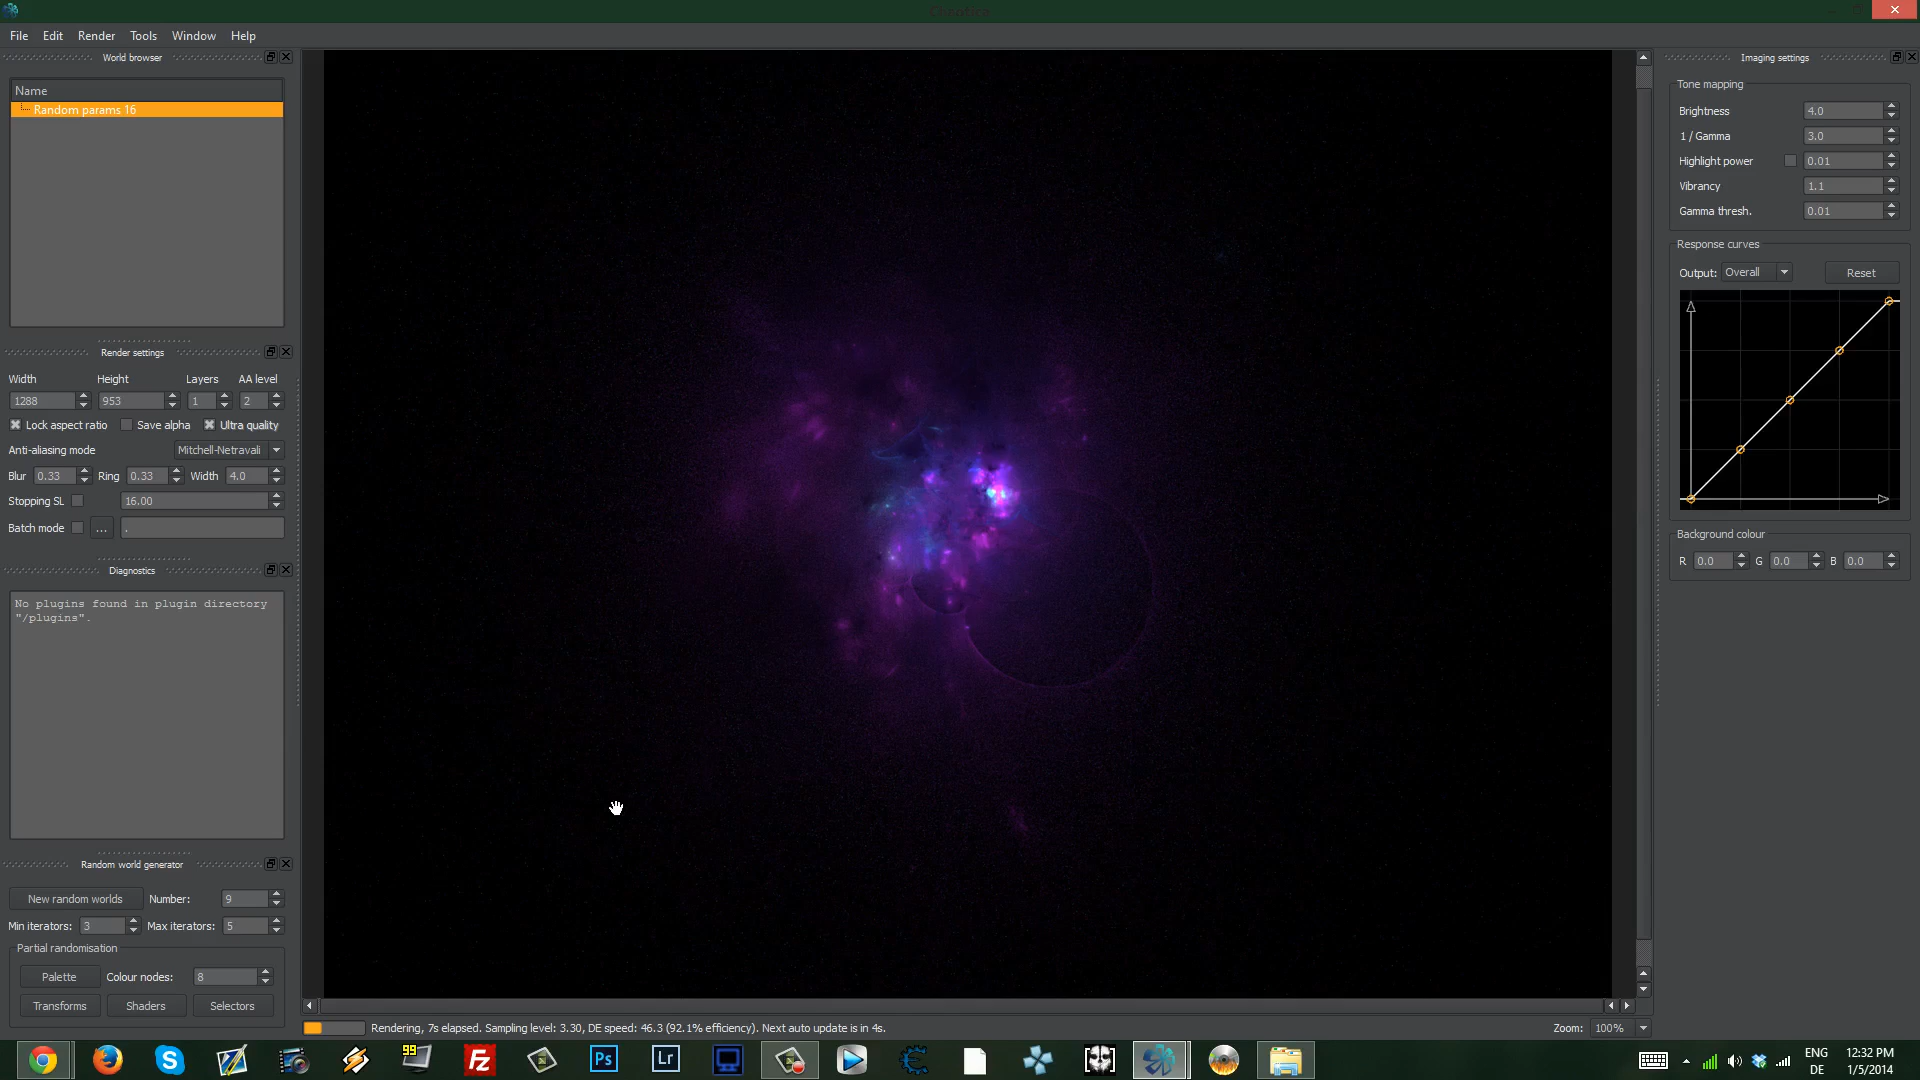 Chaotica
File Edit Render Tools Window Help
World browser
Name
Random params 16
Render settings
Width Height Layers AA level
1288 953 1 2
Lock aspect ratio Save alpha Ultra quality
Anti-aliasing mode Mitchell-Netravali
Blur 0.33 Ring 0.33 Width 4.0
Stopping SL 16.00
Batch mode ... .
Diagnostics
No plugins found in plugin directory
"/plugins".
Random world generator
New random worlds Number: 9
Min iterators: 3 Max iterators: 5
Partial randomisation
Palette Colour nodes: 8
Transforms Shaders Selectors
Imaging settings
Tone mapping
Brightness 4.0
1 / Gamma 3.0
Highlight power 0.01
Vibrancy 1.1
Gamma thresh. 0.01
Response curves
Output: Overall Reset
Background colour
R 0.0 G 0.0 B 0.0
Rendering, 7s elapsed. Sampling level: 3.30, DE speed: 46.3 (92.1% efficiency). Next auto update is in 4s.
Zoom: 100%
99
Fz
Ps
Lr
ENG
DE
12:32 PM
1/5/2014